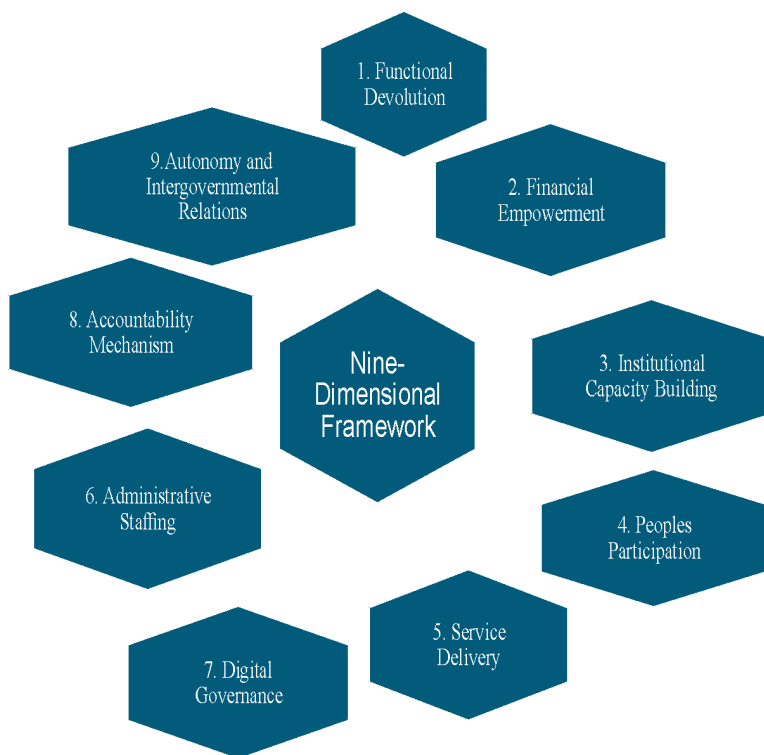 1. Functional
Devolution
2. Financial
Empowerment
3. Institutional
Capacity Building
4. Peoples
Participation
5. Service
Delivery
7. Digital
Governance
6. Administrative
Staffing
8. Accountability
Mechanism
9.Autonomy and
Intergovernmental
Relations
Nine-
Dimensional
Framework